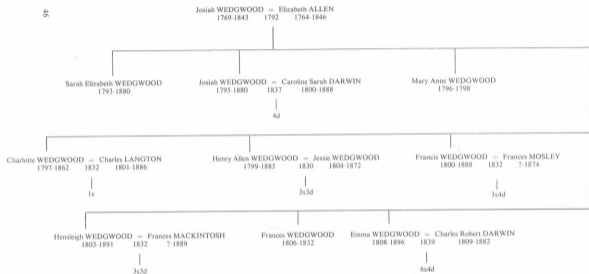 46
Josiah WEDGWOOD = Elizabeth ALLEN
1769-1843 1792 1764-1846
Sarah Elizabeth WEDGWOOD
1793-1880
Josiah WEDGWOOD = Caroline Sarah DARWIN
1795-1880 1837 1800-1888
4d
Mary Anne WEDGWOOD
1796-1798
Charlotte WEDGWOOD = Charles LANGTON
1797-1862 1832 1801-1886
1s
Henry Allen WEDGWOOD = Jessie WEDGWOOD
1799-1885 1830 1804-1872
3s3d
Francis WEDGWOOD = Frances MOSLEY
1800-1888 1832 ?-1874
3s4d
Hensleigh WEDGWOOD = Frances MACKINTOSH
1803-1891 1832 ?-1889
3s3d
Frances WEDGWOOD
1806-1832
Emma WEDGWOOD = Charles Robert DARWIN
1808-1896 1839 1809-1882
6s4d